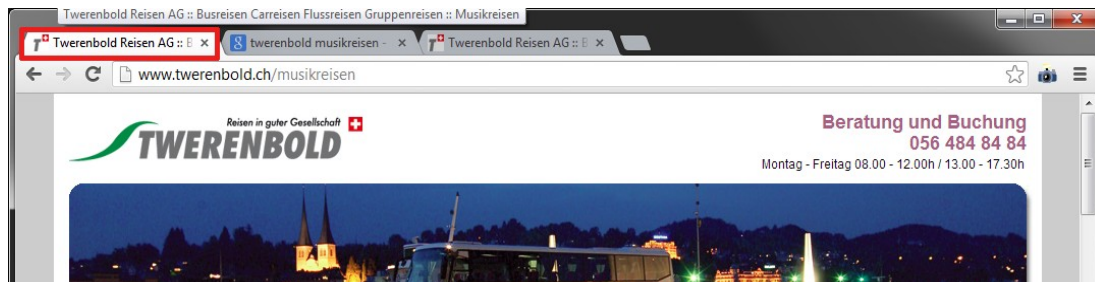 Twerenbold Reisen AG :: Busreisen Carreisen Flussreisen Gruppenreisen :: Musikreisen
Twerenbold Reisen AG :: B
twerenbold musikreisen -
Twerenbold Reisen AG :: B
www.twerenbold.ch/musikreisen
Reisen in guter Gesellschaft
TWERENBOLD
Beratung und Buchung
056 484 84 84
Montag - Freitag 08.00 - 12.00h / 13.00 - 17.30h